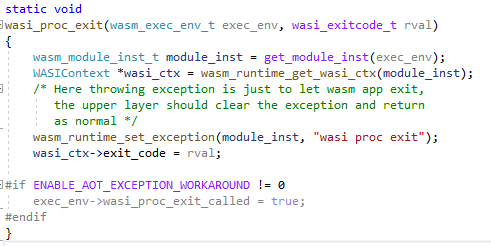 static void
wasi_proc_exit(wasm_exec_env_t exec_env, wasi_exitcode_t rval)
{
    wasm_module_inst_t module_inst = get_module_inst(exec_env);
    WASIContext *wasi_ctx = wasm_runtime_get_wasi_ctx(module_inst);
    /* Here throwing exception is just to let wasm app exit,
       the upper layer should clear the exception and return
       as normal */
    wasm_runtime_set_exception(module_inst, "wasi proc exit");
    wasi_ctx->exit_code = rval;

#if ENABLE_AOT_EXCEPTION_WORKAROUND != 0
    exec_env->wasi_proc_exit_called = true;
#endif
}